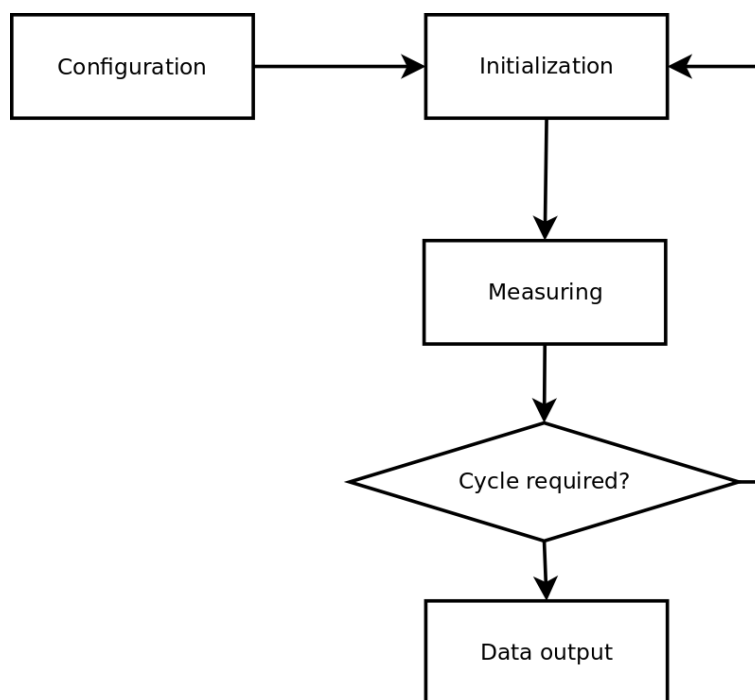 Configuration
Initialization
Measuring
Cycle required?
Data output